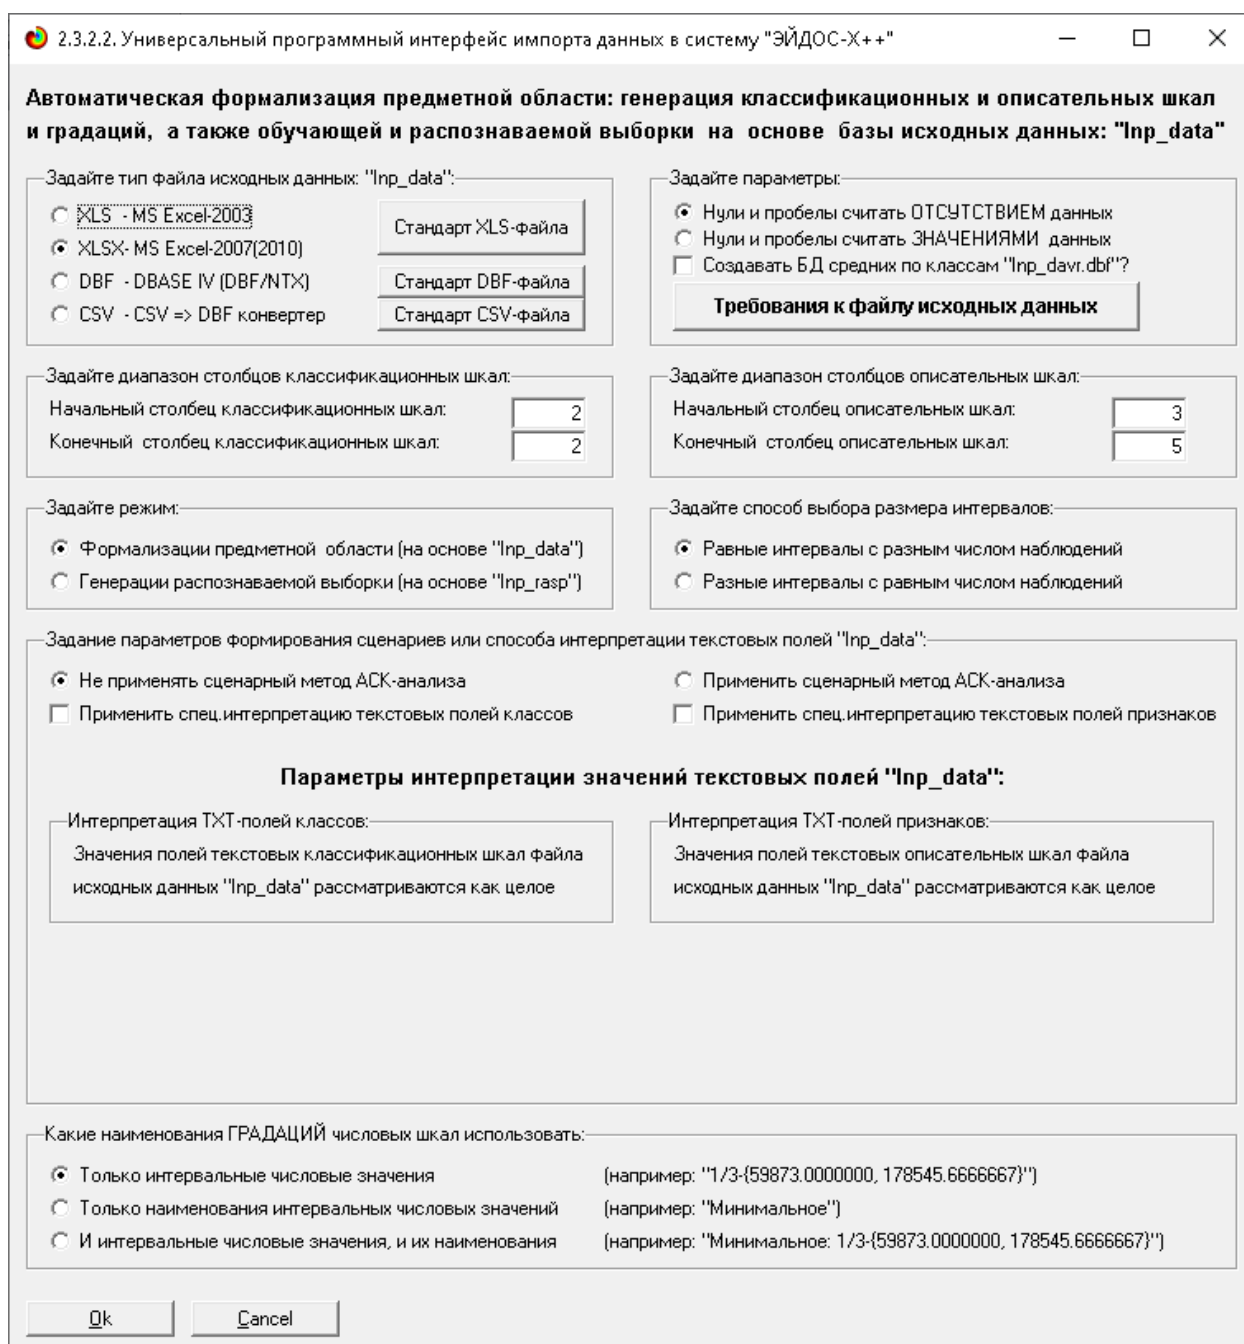 2.3.2.2. Универсальный программный интерфейс импорта данных в систему "ЭЙДОС-X++"
Автоматическая формализация предметной области: генерация классификационных и описательных шкал
и градаций, а также обучающей и распознаваемой выборки на основе базы исходных данных: "Inp_data"
Задайте тип файла исходных данных: "Inp_data":
XLS - MS Excel-2003
XLSX- MS Excel-2007(2010)
DBF - DBASE IV (DBF/NTX)
CSV - CSV => DBF конвертер
Стандарт XLS-файла
Стандарт DBF-файла
Стандарт CSV-файла
Задайте параметры:
Нули и пробелы считать ОТСУТСТВИЕМ данных
Нули и пробелы считать ЗНАЧЕНИЯМИ данных
Создавать БД средних по классам "Inp_davr.dbf"?
Требования к файлу исходных данных
Задайте диапазон столбцов классификационных шкал:
Начальный столбец классификационных шкал: 2
Конечный столбец классификационных шкал: 2
Задайте диапазон столбцов описательных шкал:
Начальный столбец описательных шкал: 3
Конечный столбец описательных шкал: 5
Задайте режим:
Формализации предметной области (на основе "Inp_data")
Генерации распознаваемой выборки (на основе "Inp_rasp")
Задайте способ выбора размера интервалов:
Равные интервалы с разным числом наблюдений
Разные интервалы с равным числом наблюдений
Задание параметров формирования сценариев или способа интерпретации текстовых полей "Inp_data":
Не применять сценарный метод АСК-анализа
Применить сценарный метод АСК-анализа
Применить спец.интерпретацию текстовых полей классов
Применить спец.интерпретацию текстовых полей признаков
Параметры интерпретации значений текстовых полей "Inp_data":
Интерпретация TXT-полей классов:
Значения полей текстовых классификационных шкал файла
исходных данных "Inp_data" рассматриваются как целое
Интерпретация TXT-полей признаков:
Значения полей текстовых описательных шкал файла
исходных данных "Inp_data" рассматриваются как целое
Какие наименования ГРАДАЦИЙ числовых шкал использовать:
Только интервальные числовые значения (например: "1/3-{59873.0000000, 178545.6666667}")
Только наименования интервальных числовых значений (например: "Минимальное")
И интервальные числовые значения, и их наименования (например: "Минимальное: 1/3-{59873.0000000, 178545.6666667}")
Ok
Cancel